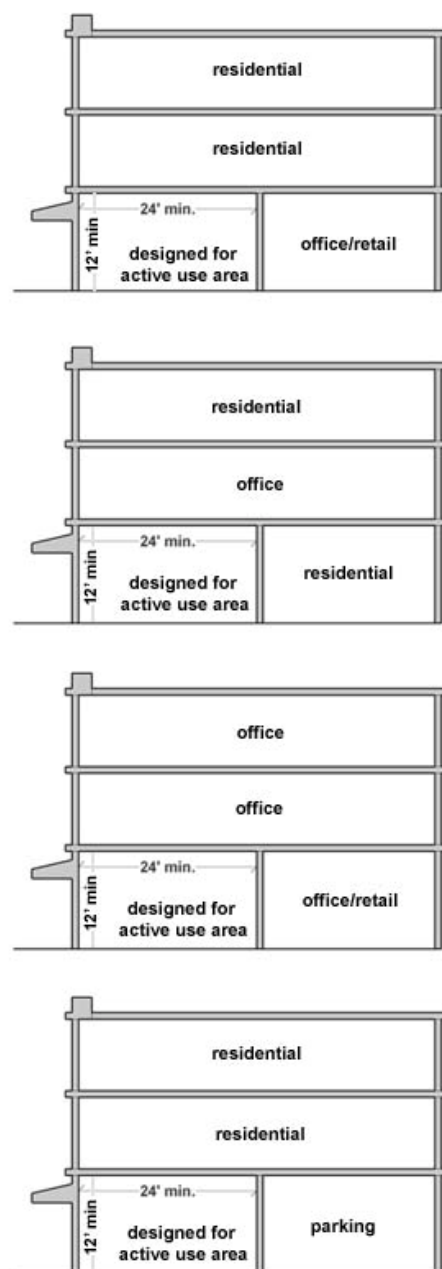 residential
residential
24' min.
12' min
designed for
active use area
office/retail
residential
office
24' min.
12' min
designed for
active use area
residential
office
office
24' min.
12' min
designed for
active use area
office/retail
residential
residential
24' min.
12' min
designed for
active use area
parking